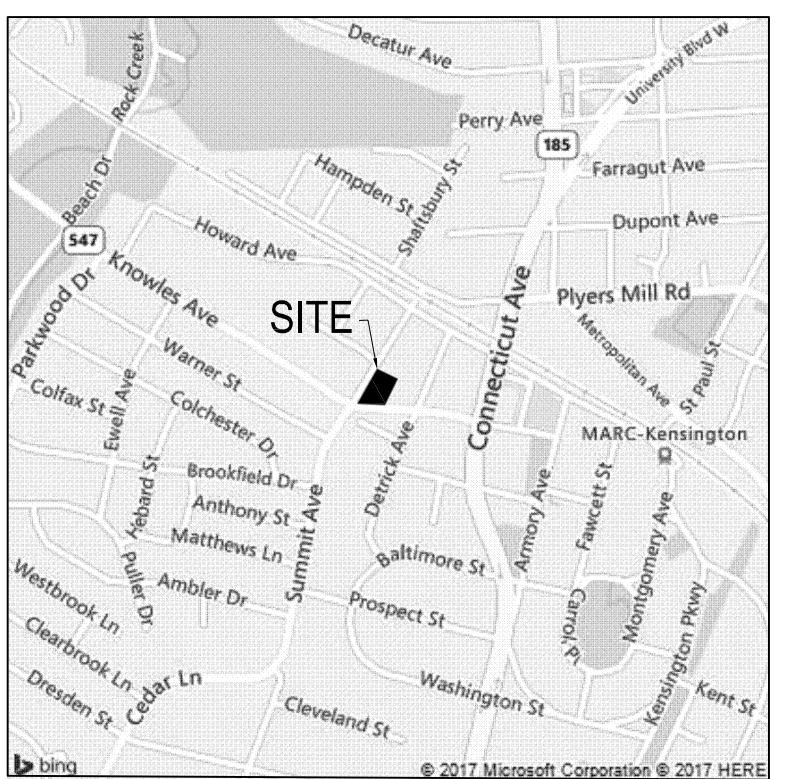 Decatur Ave
University Blvd W
Rock Creek
Perry Ave
185
Farragut Ave
Hampden St
Shaftsbury St
Beach Dr
Dupont Ave
547
Howard Ave
Knowles Ave
Plyers Mill Rd
Parkwood Dr
SITE
Connecticut Ave
Metropolitan Ave
St Paul St
Warner St
Colfax St
Ewell Ave
Colchester Dr
MARC-Kensington
Detrick Ave
Brookfield Dr
Hebard St
Anthony St
Summit Ave
Armory Ave
Fawcett St
Montgomery Ave
Matthews Ln
Baltimore St
Puller Dr
Westbrook Ln
Ambler Dr
Prospect St
Carrol Pl
Kensington Pkwy
Clearbrook Ln
Cedar Ln
Dresden St
Washington St
Kent St
Cleveland St
bing
© 2017 Microsoft Corporation © 2017 HERE